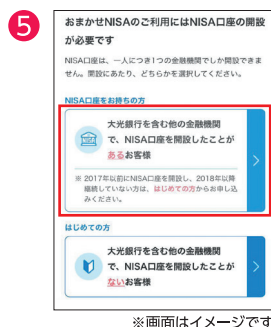 5
おまかせNISAのご利用にはNISA口座の開設
が必要です
NISA口座は、一人につき1つの金融機関でしか開設できま
せん。開設にあたり、どちらかを選択してください。
NISA口座をお持ちの方
大光銀行を含む他の金融機関
で、NISA口座を開設したことが
あるお客様
※ 2017年以前にNISA口座を開設し、2018年以降
継続していない方は、はじめての方からお申し込
みください。
はじめての方
大光銀行を含む他の金融機関
で、NISA口座を開設したことが
ないお客様
※画面はイメージです